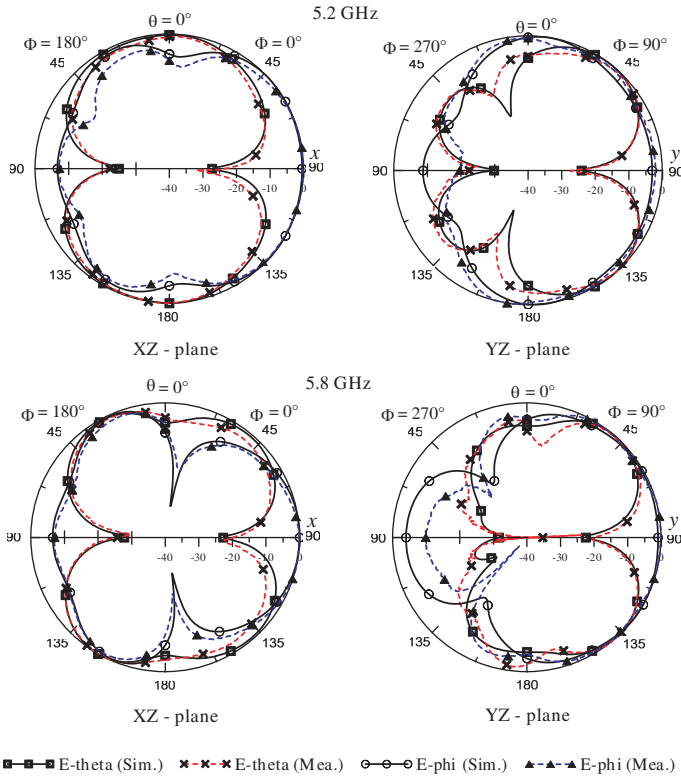 5.2 GHz
θ = 0° θ = 0°
Φ = 180° Φ = 0° Φ = 270° Φ = 90°
45 45 45 45
x y
90 -40 -30 -20 -10 0 90 90 -40 -30 -20 -10 0 90
135 135 135 135
180 180
XZ - plane YZ - plane
5.8 GHz
θ = 0° θ = 0°
Φ = 180° Φ = 0° Φ = 270° Φ = 90°
45 45 45 45
x y
90 -40 -30 -20 -10 0 90 90 -40 -30 -20 -10 0 90
135 135 135 135
180 180
XZ - plane YZ - plane
E-theta (Sim.) E-theta (Mea.) E-phi (Sim.) E-phi (Mea.)